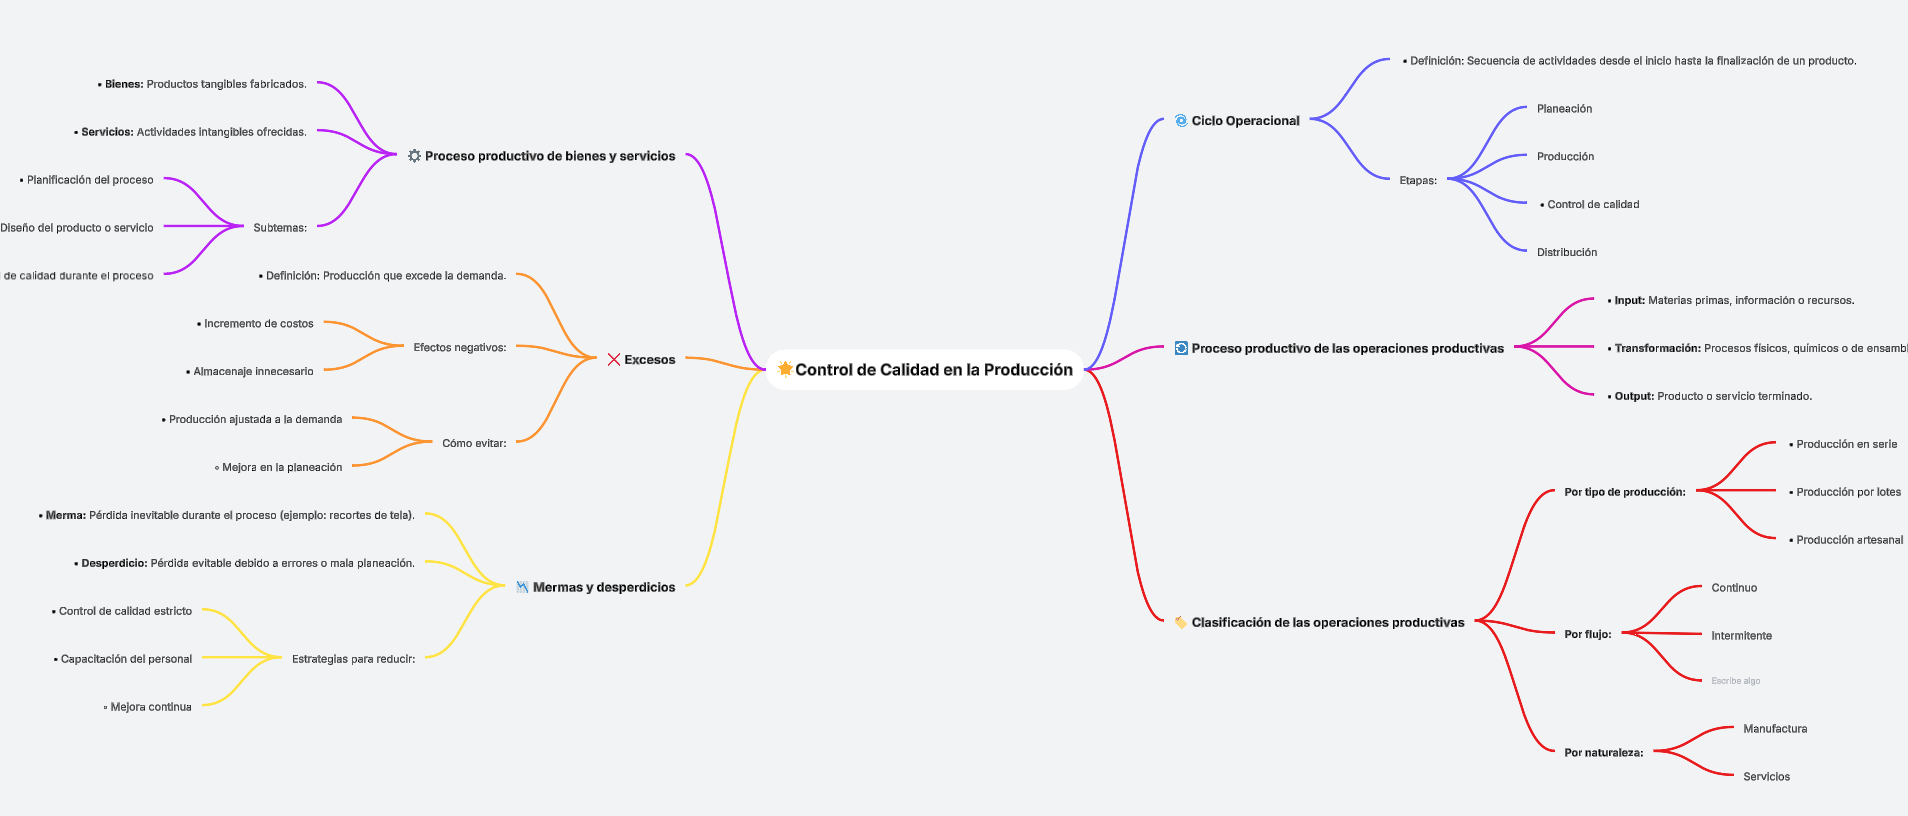 Control de Calidad en la Producción
Ciclo Operacional
▪ Definición: Secuencia de actividades desde el inicio hasta la finalización de un producto.
Etapas:
Planeación
Producción
▪ Control de calidad
Distribución
Proceso productivo de las operaciones productivas
▪ Input: Materias primas, información o recursos.
▪ Transformación: Procesos físicos, químicos o de ensambl
▪ Output: Producto o servicio terminado.
Clasificación de las operaciones productivas
Por tipo de producción:
▪ Producción en serie
▪ Producción por lotes
▪ Producción artesanal
Por flujo:
Continuo
Intermitente
Escribe algo
Por naturaleza:
Manufactura
Servicios
Proceso productivo de bienes y servicios
▪ Bienes: Productos tangibles fabricados.
▪ Servicios: Actividades intangibles ofrecidas.
Subtemas:
▪ Planificación del proceso
Diseño del producto o servicio
de calidad durante el proceso
Excesos
▪ Definición: Producción que excede la demanda.
Efectos negativos:
▪ Incremento de costos
▪ Almacenaje innecesario
Cómo evitar:
▪ Producción ajustada a la demanda
▫ Mejora en la planeación
Mermas y desperdicios
▪ Merma: Pérdida inevitable durante el proceso (ejemplo: recortes de tela).
▪ Desperdicio: Pérdida evitable debido a errores o mala planeación.
Estrategias para reducir:
▪ Control de calidad estricto
▪ Capacitación del personal
▫ Mejora continua